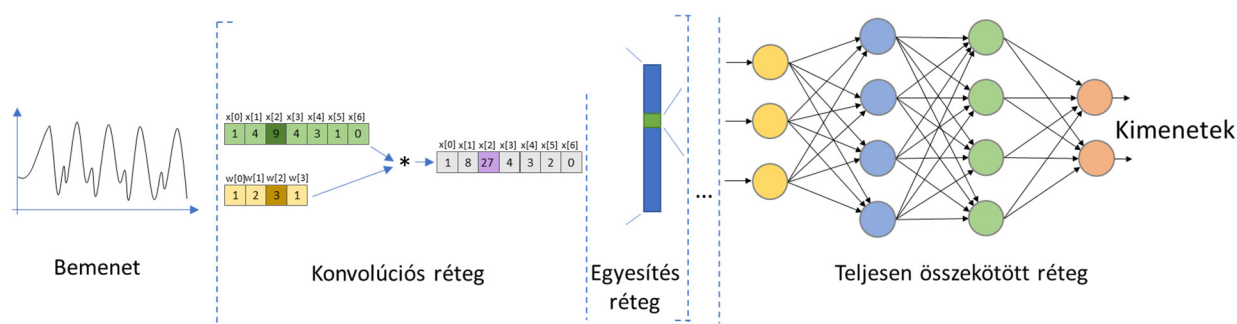 x[0] x[1] x[2] x[3] x[4] x[5] x[6]
1 4 9 4 3 1 0
w[0]w[1] w[2] w[3]
1 2 3 1
*
x[0] x[1] x[2] x[3] x[4] x[5] x[6]
1 8 27 4 3 2 0
...
Kimenetek
Bemenet
Konvolúciós réteg
Egyesítés
réteg
Teljesen összekötött réteg